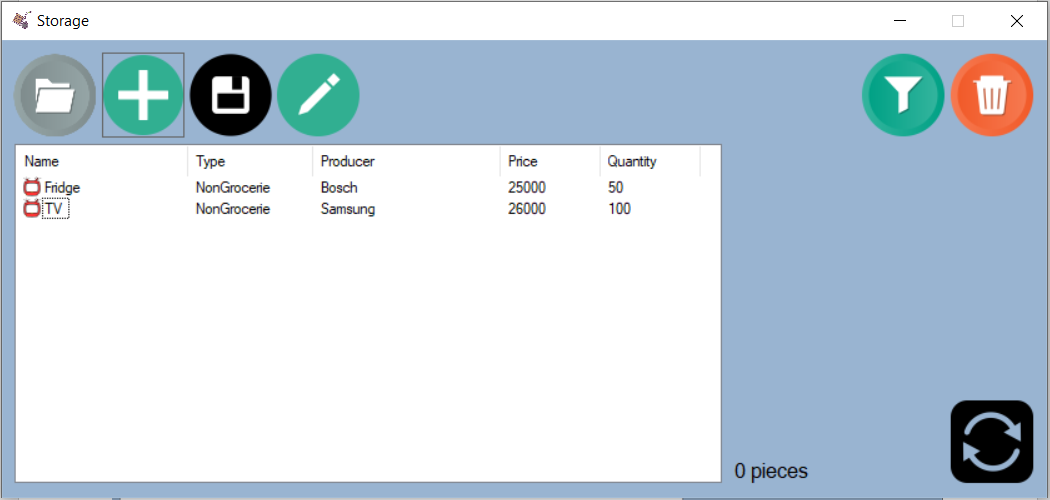 Storage
Name Type Producer Price Quantity
Fridge NonGrocerie Bosch 25000 50
TV NonGrocerie Samsung 26000 100
0 pieces